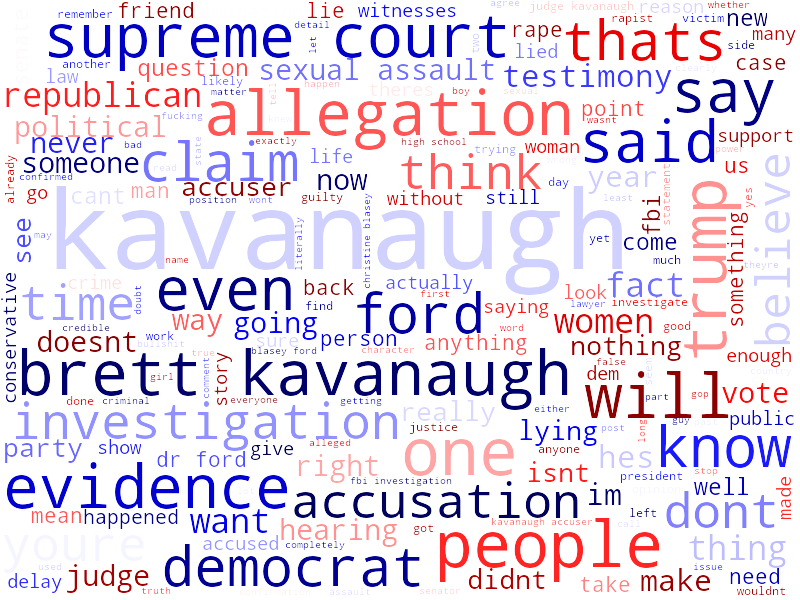 remember friend lie witnesses agree judge kavanaugh reason whether
supreme court rape rapist victim new
another detail let lied two thats many
law question sexual assault testimony side case
republican likely theres say
political matter allegation point
fucking tell happen boy sexual wasnt
never bad exactly high school trying woman said support
someone claim state life think us power
confirmed read now day year
already go cant man accuser without still least yes
position wont guilty statement fbi
see kavanaugh trump believe
may literally christine blasey yet come something
name much theyre
conservative crime doubt even back actually look fact
time find first lawyer investigate
credible way going ford saying women good
doesnt work bullshit sure person anything word nothing enough
true blasey ford character false
brett kavanaugh story girl dem seen
comment will vote
done criminal everyone getting either part gop
investigation really lying guy public
party show dr ford give justice one post hes long know
alleged anyone president
right isnt stop
evidence fbi investigation accusation im left well made
mean happened want hearing got kavanaugh accuser call dont
youre accused completely people thing
democrat issue
delay used judge didnt take make need
truth confirmation assault senator wouldnt